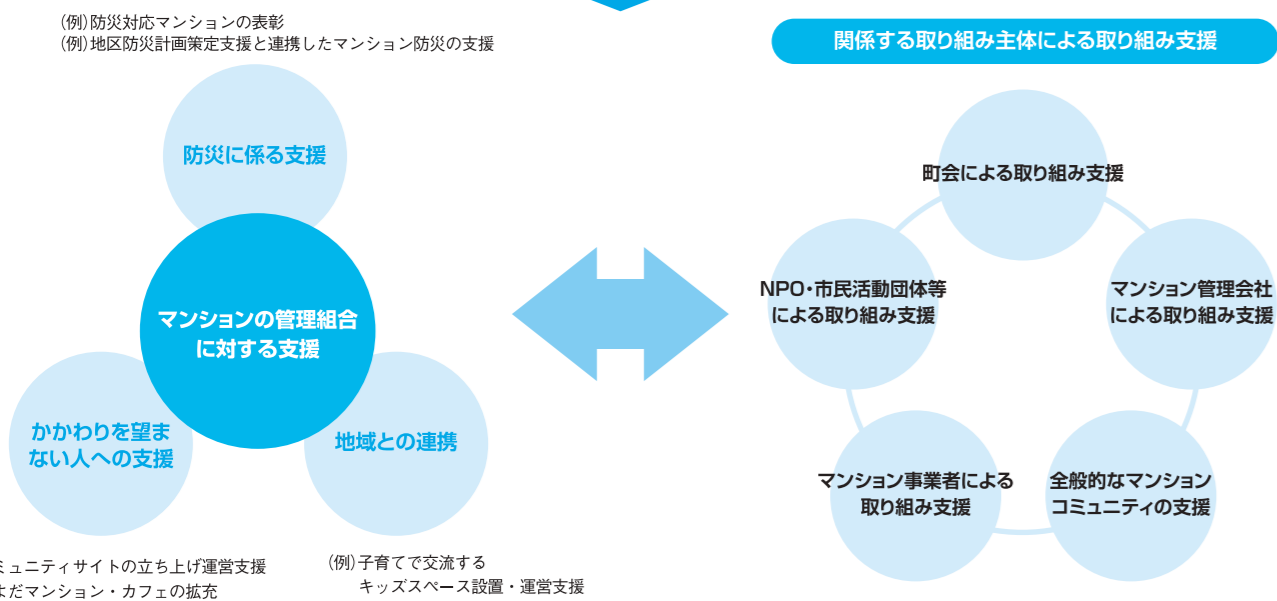 (例)防災対応マンションの表彰
(例)地区防災計画策定支援と連携したマンション防災の支援
防災に係る支援
マンションの管理組合
に対する支援
かかわりを望ま
ない人への支援
地域との連携
ミュニティサイトの立ち上げ運営支援
よだマンション・カフェの拡充
(例)子育てで交流する
キッズスペース設置・運営支援
関係する取り組み主体による取り組み支援
町会による取り組み支援
NPO・市民活動団体等
による取り組み支援
マンション管理会社
による取り組み支援
マンション事業者による
取り組み支援
全般的なマンション
コミュニティの支援